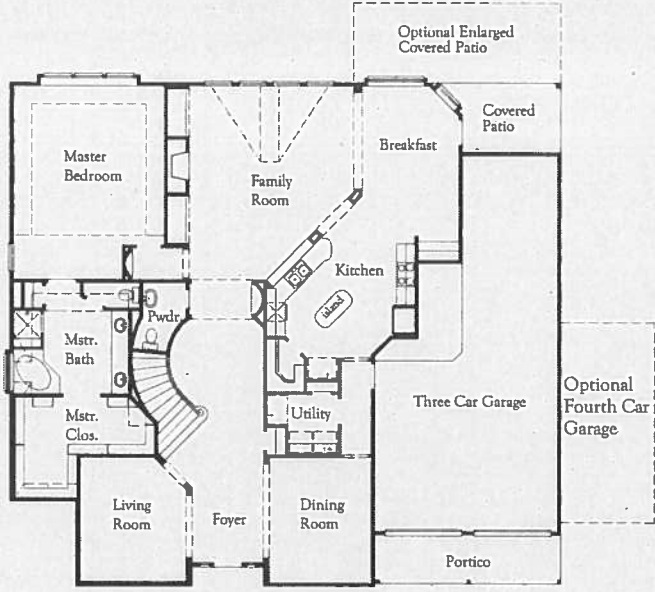 Optional Enlarged
Covered Patio
Covered
Patio
Breakfast
Master
Bedroom
Family
Room
Kitchen
island
Pwdr.
Mstr.
Bath
Mstr.
Clos.
Utility
Three Car Garage
Optional
Fourth Car
Garage
Living
Room
Foyer
Dining
Room
Portico